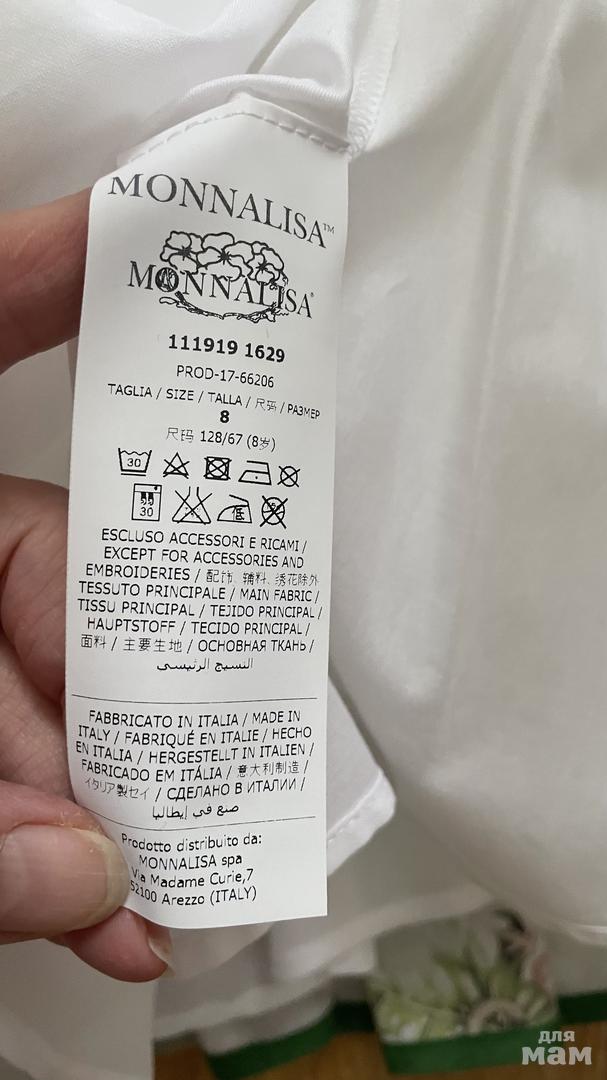 MONNALISA™
MONNALISA®
111919 1629
PROD-17-66206
TAGLIA / SIZE / TALLA / 尺码 / РАЗМЕР
8
尺码 128/67 (8岁)
30
30 低
ESCLUSO ACCESSORI E RICAMI /
EXCEPT FOR ACCESSORIES AND
EMBROIDERIES / 配饰、辅料、绣花除外
TESSUTO PRINCIPALE / MAIN FABRIC /
TISSU PRINCIPAL / TEJIDO PRINCIPAL /
HAUPTSTOFF / TECIDO PRINCIPAL /
面料 / 主要生地 / ОСНОВНАЯ ТКАНЬ /
النسيج الرئيسى
FABBRICATO IN ITALIA / MADE IN
ITALY / FABRIQUÉ EN ITALIE / HECHO
EN ITALIA / HERGESTELLT IN ITALIEN /
FABRICADO EM ITÁLIA / 意大利制造 /
イタリア製セイ / СДЕЛАНО В ИТАЛИИ /
صنع في إيطاليا
Prodotto distribuito da:
MONNALISA spa
Via Madame Curie,7
52100 Arezzo (ITALY)
для
мам